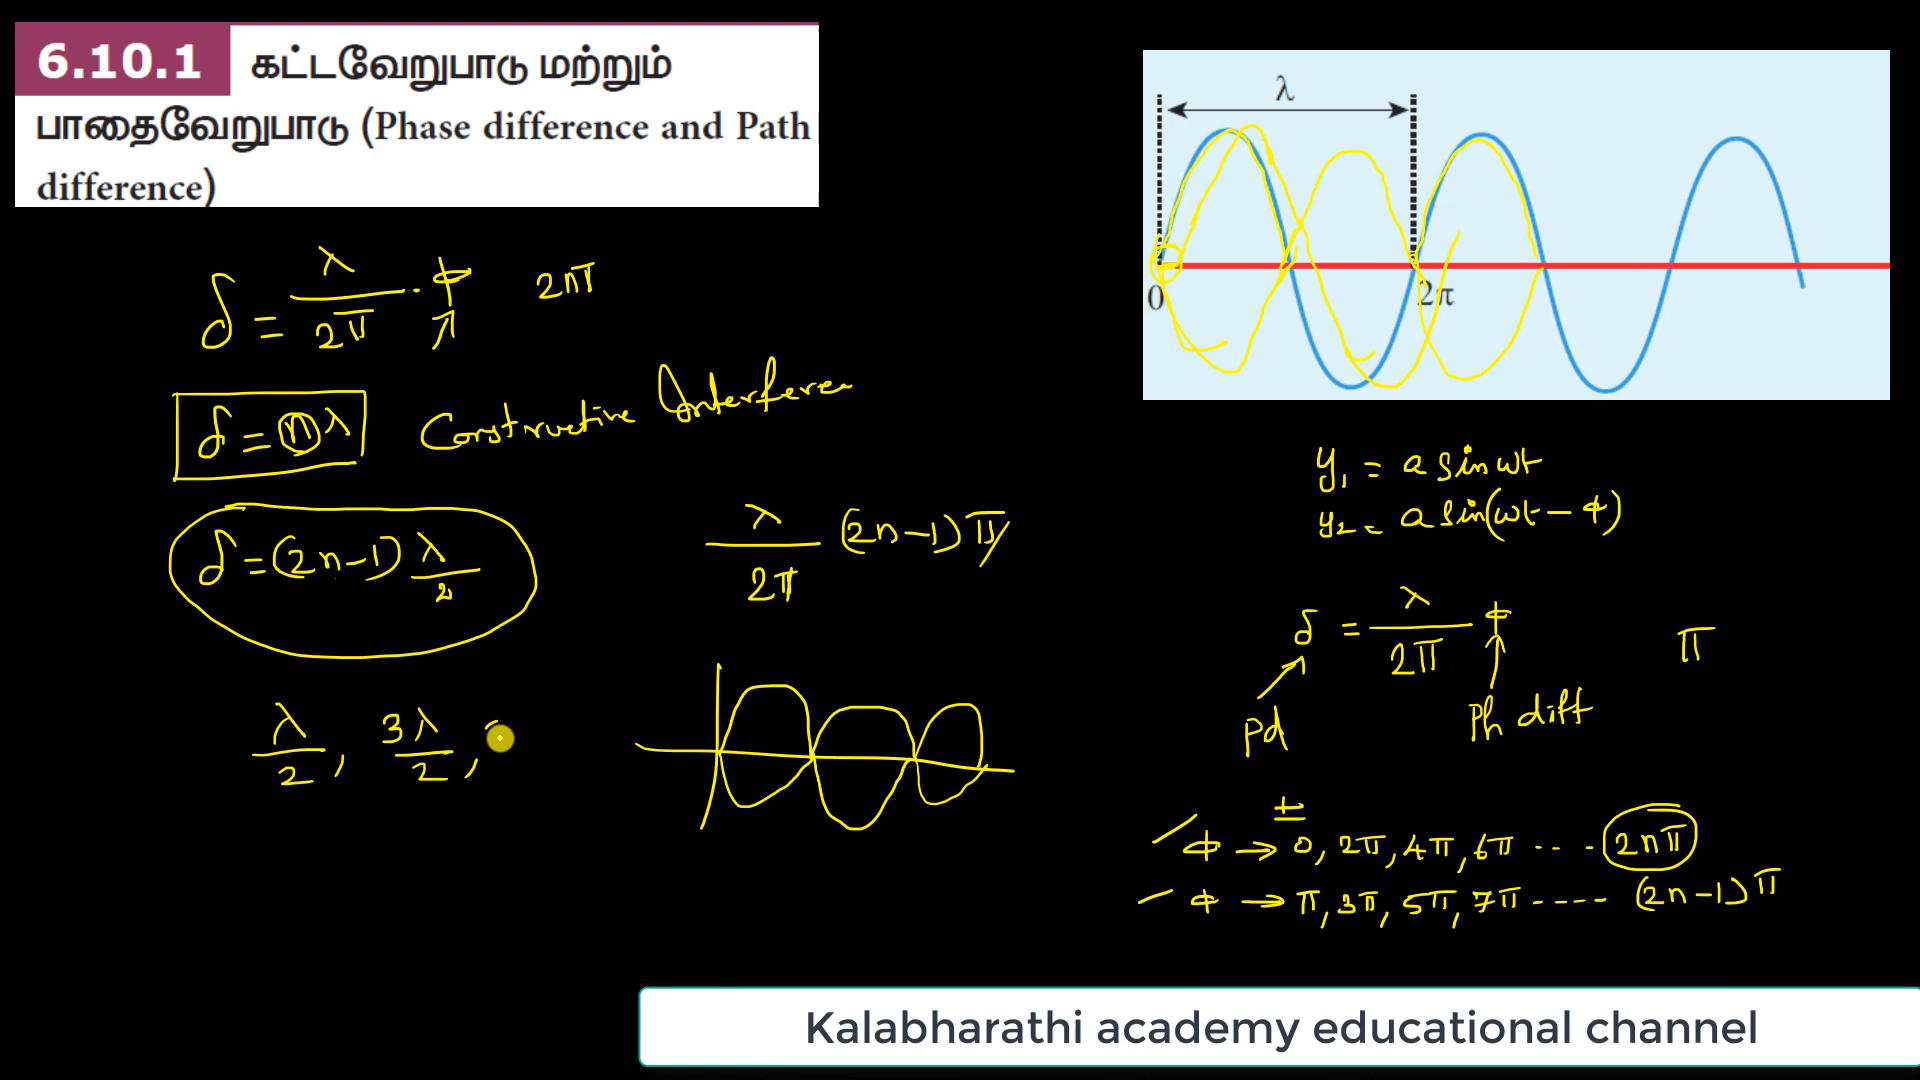 6.10.1 கட்டவேறுபாடு மற்றும்
பாதைவேறுபாடு (Phase difference and Path
difference)
λ
0
2π
δ = λ/2π · ϕ
2nπ
δ = nλ
Constructive Interferen
δ = (2n-1) λ/2
λ/2π (2n-1) π
λ/2, 3λ/2,
y₁ = a sin ωt
y₂ = a sin(ωt - ϕ)
δ = λ/2π ϕ
π
Pd
Ph diff
±
ϕ → 0, 2π, 4π, 6π ... 2nπ
ϕ → π, 3π, 5π, 7π ---- (2n-1) π
Kalabharathi academy educational channel